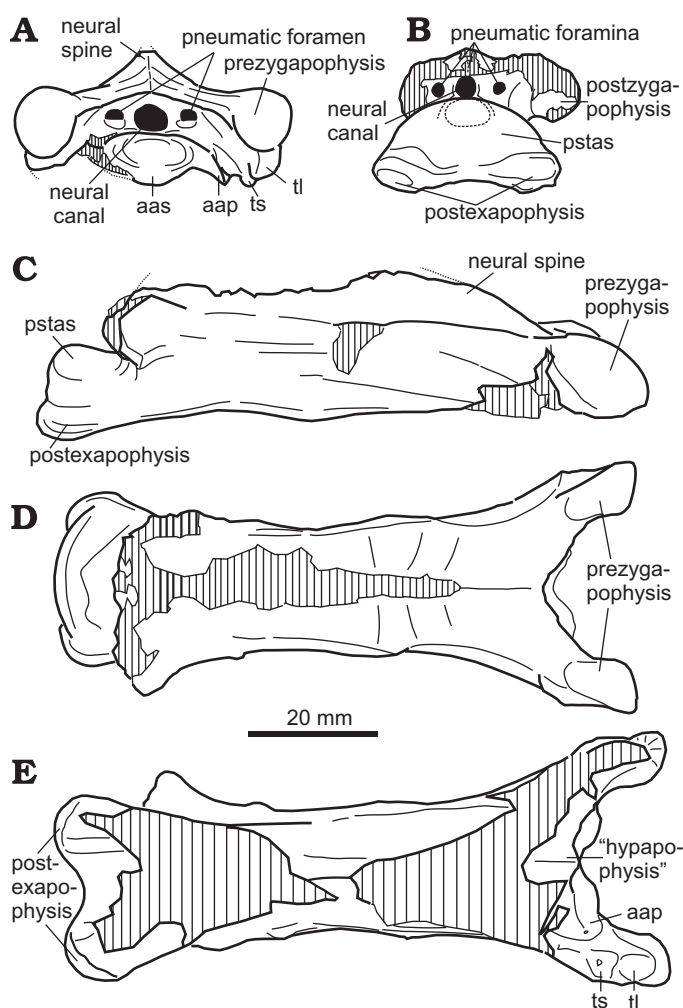 A
neural
spine
pneumatic foramen
prezygapophysis
neural
canal
aas
aap
ts
tl
B
pneumatic foramina
neural
canal
postzyga-
pophysis
pstas
postexapophysis
C
neural spine
prezyga-
pophysis
pstas
postexapophysis
D
prezyga-
pophysis
20 mm
E
post-
exapo-
physis
"hypapo-
physis"
aap
ts
tl